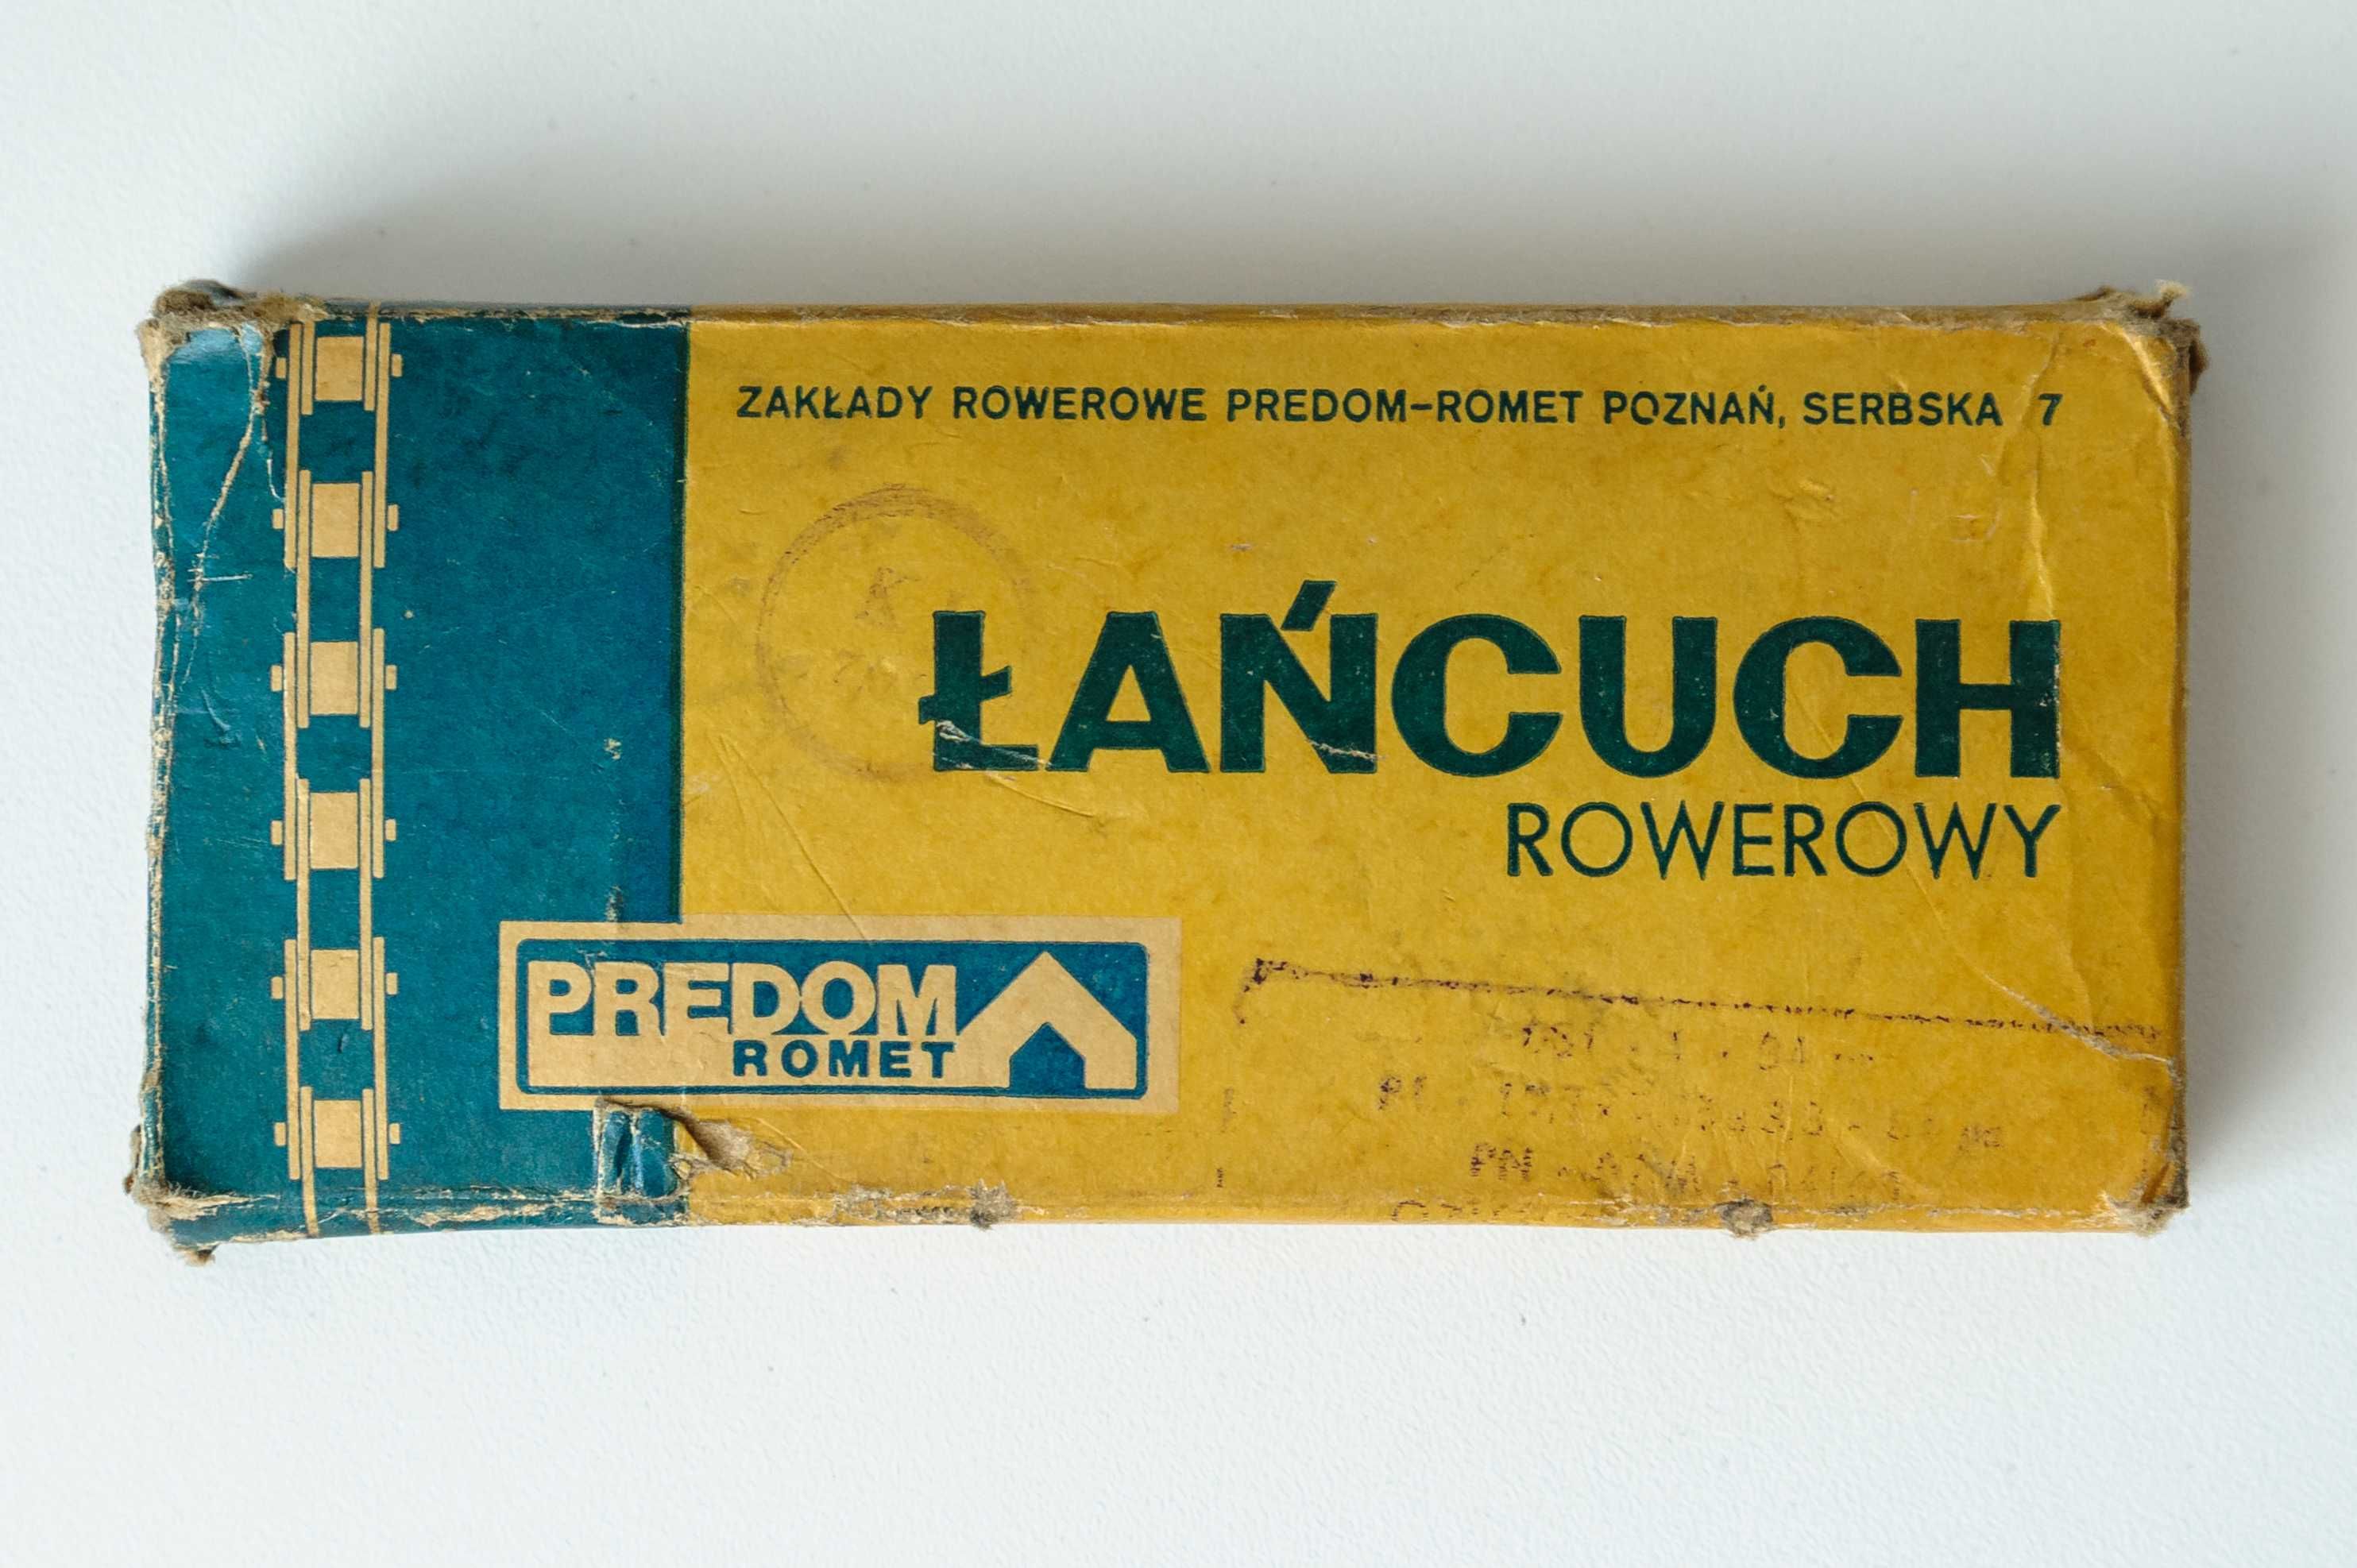 ZAKŁADY ROWEROWE PREDOM-ROMET POZNAŃ, SERBSKA 7
ŁAŃCUCH
ROWEROWY
PREDOM
ROMET